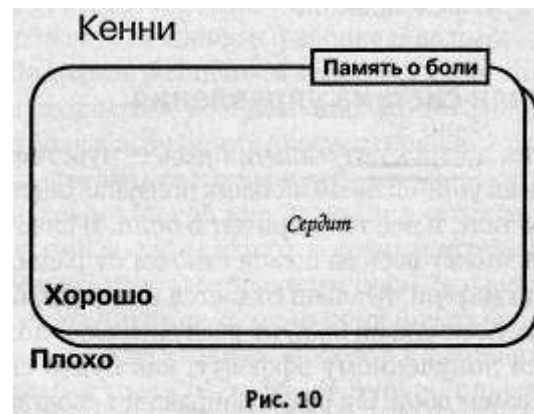 Кенни
Память о боли
Сердит
Хорошо
Плохо
Рис. 10